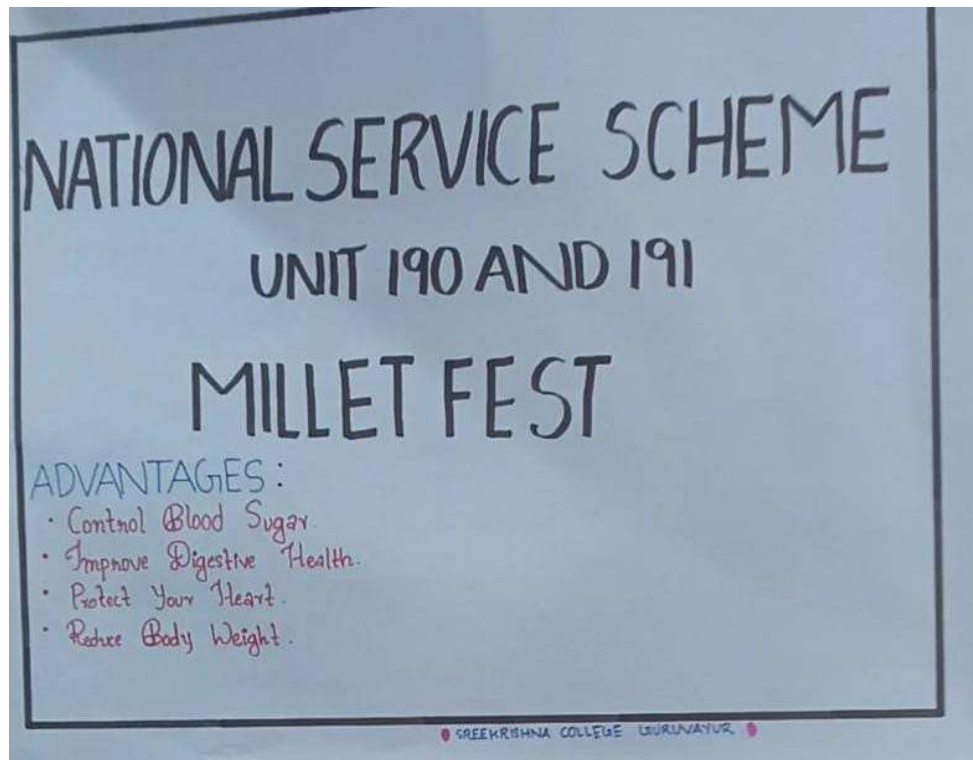 NATIONAL SERVICE SCHEME
UNIT 190 AND 191
MILLET FEST
ADVANTAGES:
· Control Blood Sugar.
· Improve Digestive Health.
· Protect Your Heart.
· Reduce Body Weight.
SREEKRISHNA COLLEGE GURUVAYUR